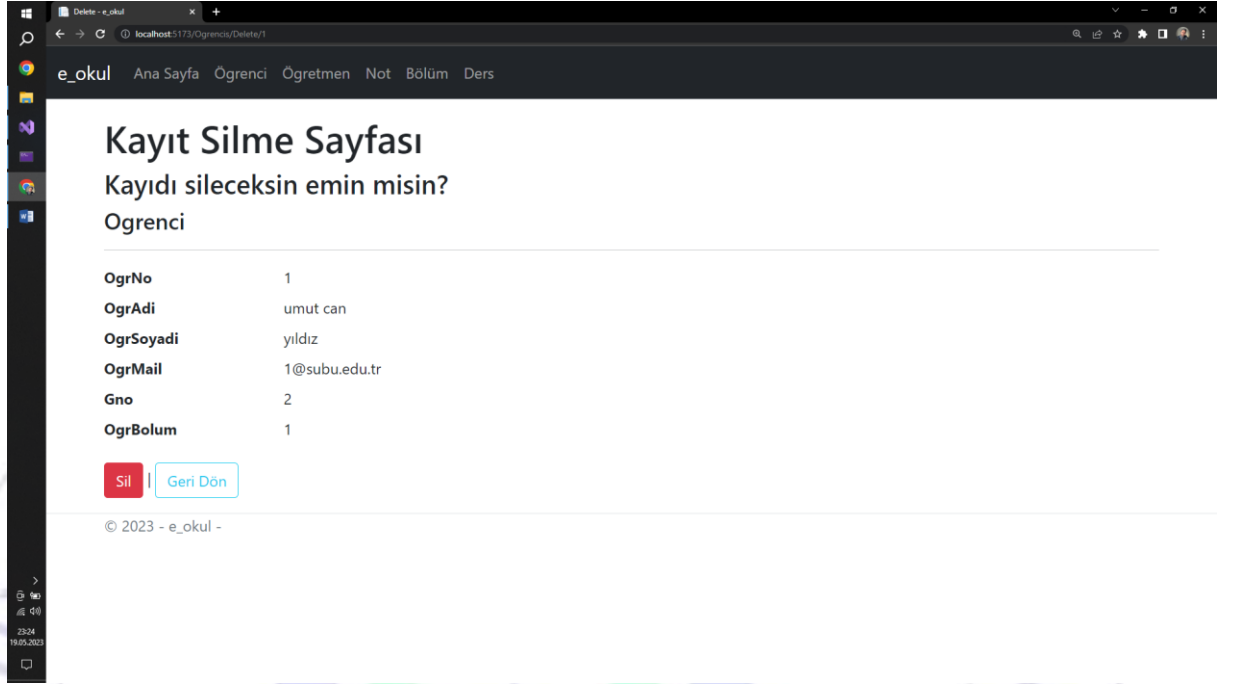 Delete - e_okul
localhost:5173/Ogrencis/Delete/1
e_okul Ana Sayfa Ögrenci Ögretmen Not Bölüm Ders
Kayıt Silme Sayfası
Kayıdı sileceksin emin misin?
Ogrenci
OgrNo 1
OgrAdi umut can
OgrSoyadi yıldız
OgrMail 1@subu.edu.tr
Gno 2
OgrBolum 1
Sil | Geri Dön
© 2023 - e_okul -
23:24
19.05.2023